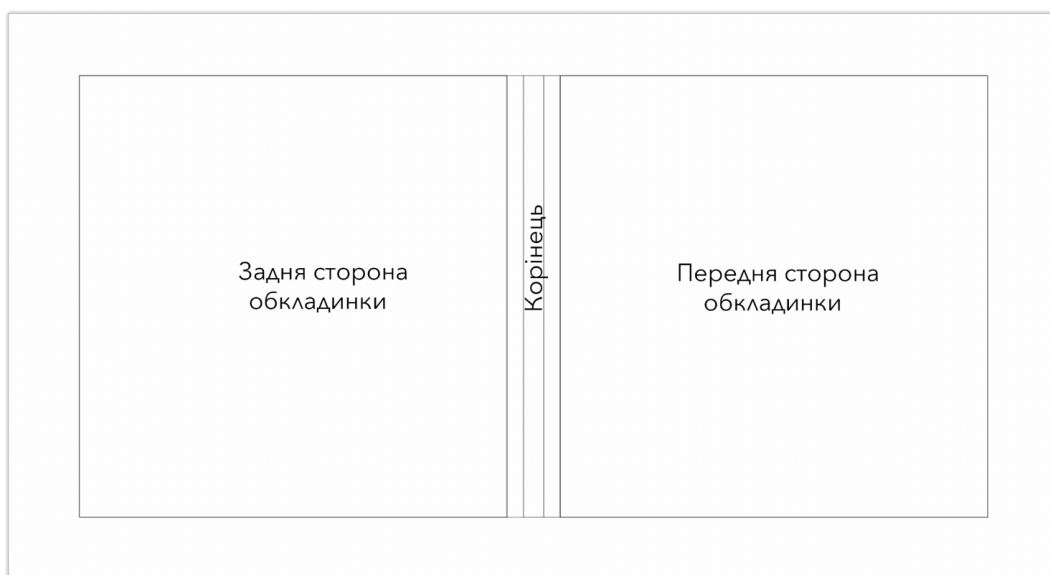 Задня сторона
обкладинки
Корінець
Передня сторона
обкладинки